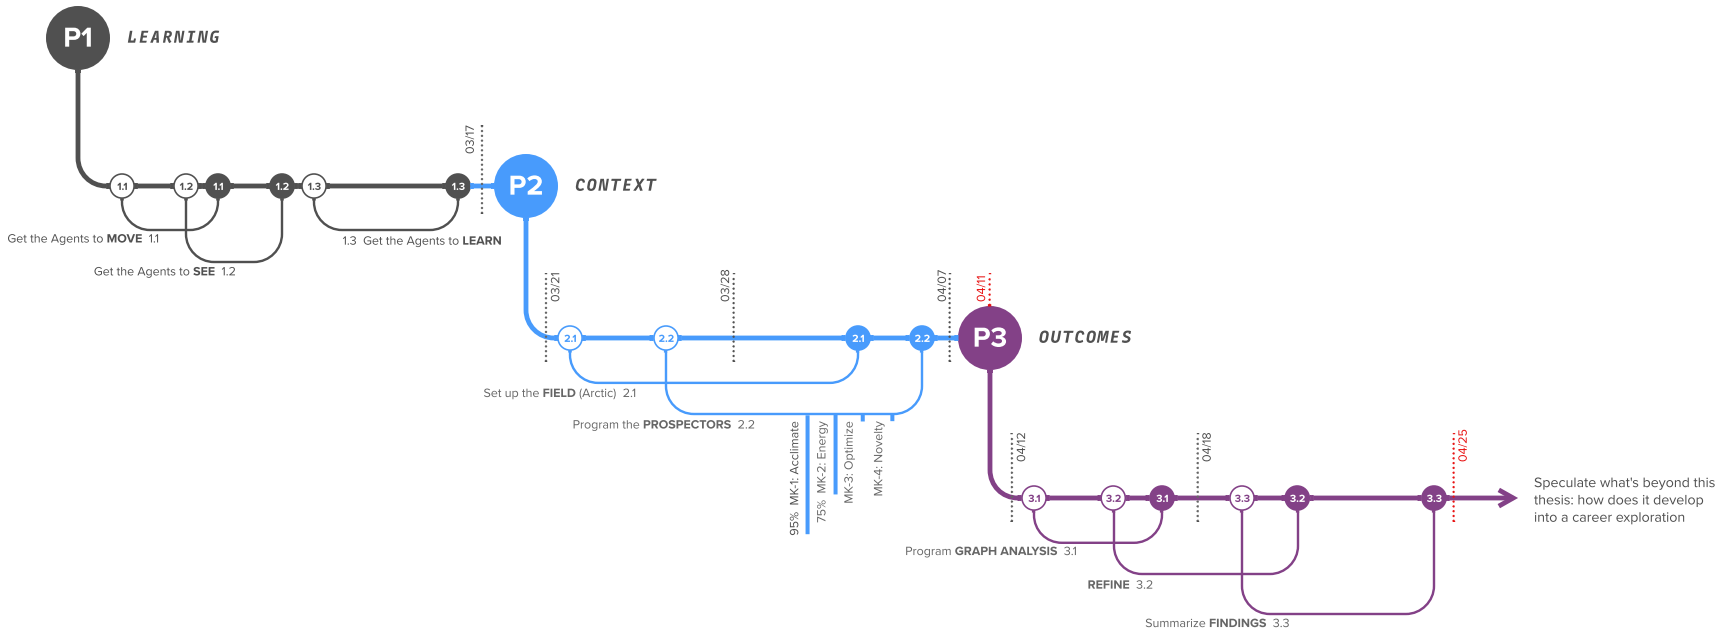 P1 LEARNING
03/17
1.1 1.2 1.1 1.2 1.3 1.3
P2 CONTEXT
Get the Agents to MOVE 1.1
1.3 Get the Agents to LEARN
Get the Agents to SEE 1.2
03/21
03/28
04/07
04/11
2.1 2.2 2.1 2.2
P3 OUTCOMES
Set up the FIELD (Arctic) 2.1
Program the PROSPECTORS 2.2
95% MK-1: Acclimate
75% MK-2: Energy
MK-3: Optimize
MK-4: Novelty
04/12
04/18
04/25
3.1 3.2 3.1 3.3 3.2 3.3
Speculate what's beyond this
thesis: how does it develop
into a career exploration
Program GRAPH ANALYSIS 3.1
REFINE 3.2
Summarize FINDINGS 3.3